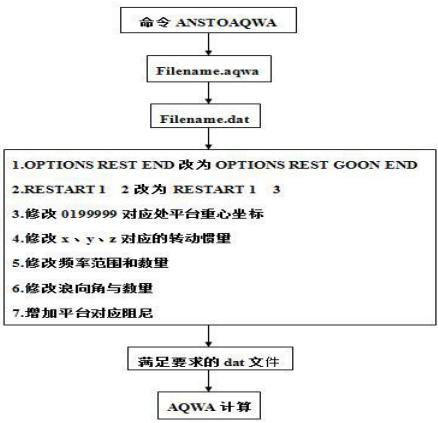 命令 ANSTOAQWA
Filename.aqwa
Filename.dat
1.OPTIONS REST END 改为 OPTIONS REST GOON END
2.RESTART 1 2 改为 RESTART 1 3
3.修改 0199999 对应处平台重心坐标
4.修改 x、y、z 对应的转动惯量
5.修改频率范围和数量
6.修改浪向角与数量
7.增加平台对应阻尼
满足要求的 dat 文件
AQWA 计算